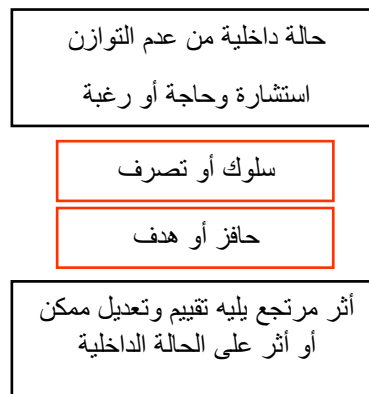 حالة داخلية من عدم التوازن
استشارة وحاجة أو رغبة
سلوك أو تصرف
حافز أو هدف
أثر مرتجع يليه تقييم وتعديل ممكن
أو أثر على الحالة الداخلية